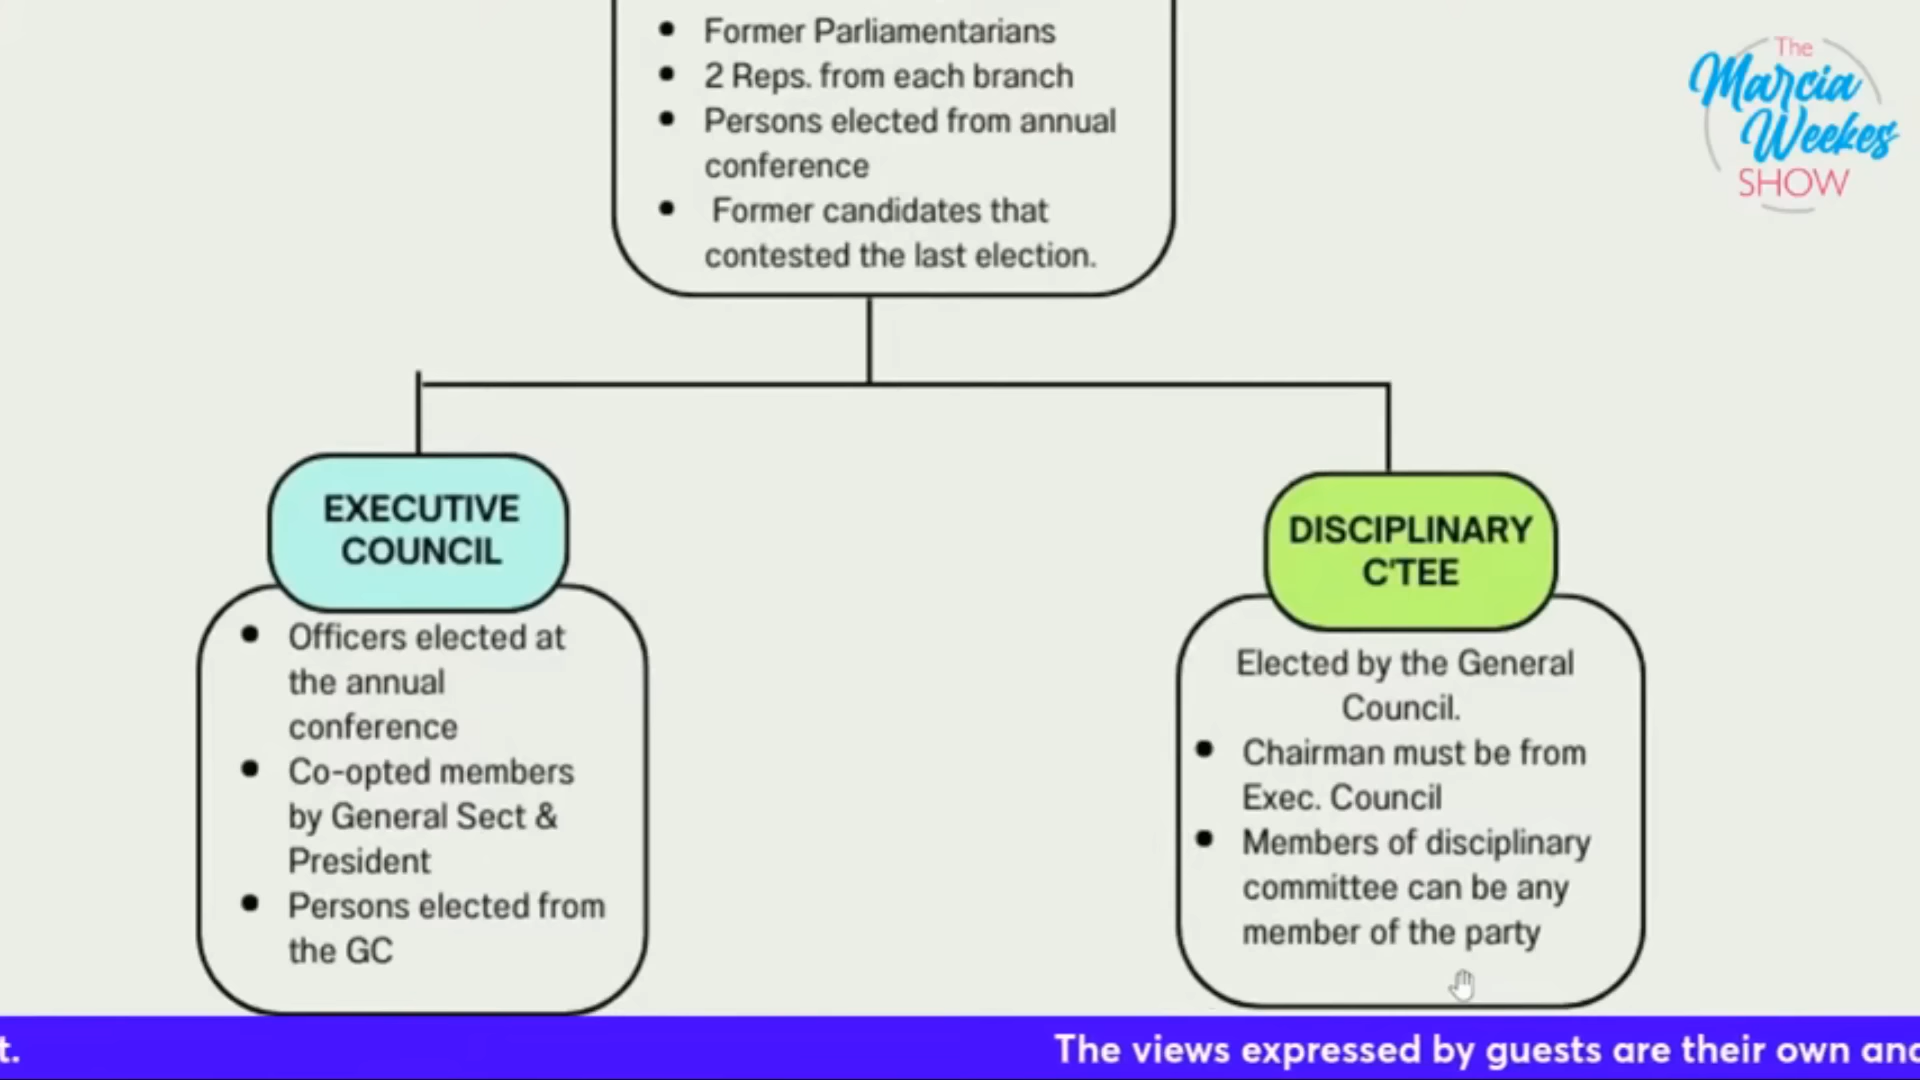 • Former Parliamentarians
• 2 Reps. from each branch
• Persons elected from annual
conference
• Former candidates that
contested the last election.
The
Marcia
Weekes
SHOW
EXECUTIVE
COUNCIL
• Officers elected at
the annual
conference
• Co-opted members
by General Sect &
President
• Persons elected from
the GC
DISCIPLINARY
C'TEE
Elected by the General
Council.
• Chairman must be from
Exec. Council
• Members of disciplinary
committee can be any
member of the party
t.
The views expressed by guests are their own and